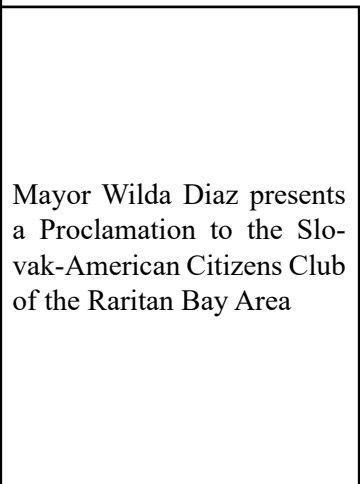 Mayor Wilda Diaz presents
a Proclamation to the Slo-
vak-American Citizens Club
of the Raritan Bay Area